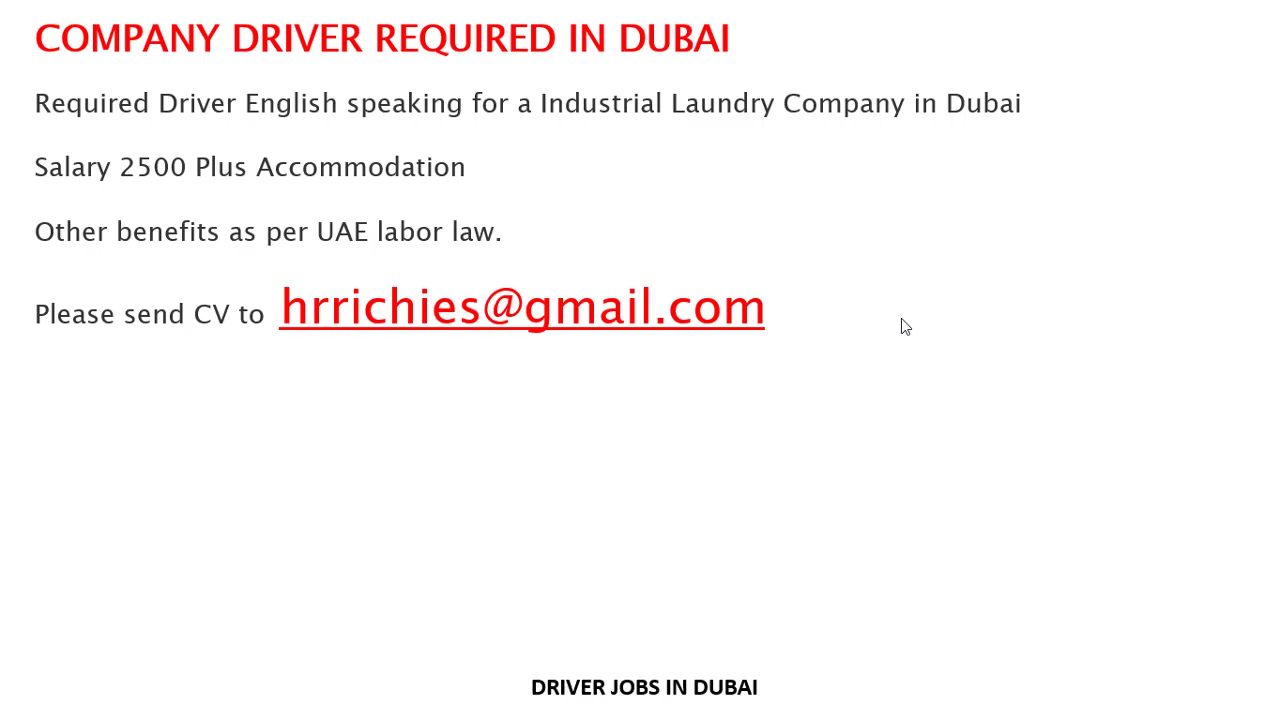 COMPANY DRIVER REQUIRED IN DUBAI
Required Driver English speaking for a Industrial Laundry Company in Dubai
Salary 2500 Plus Accommodation
Other benefits as per UAE labor law.
Please send CV to hrrichies@gmail.com
DRIVER JOBS IN DUBAI